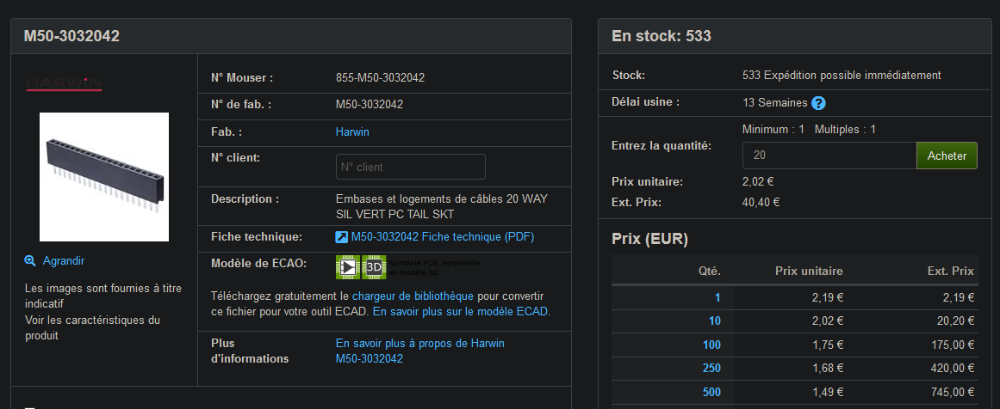 M50-3032042
HARWIN
Agrandir
Les images sont fournies à titre
indicatif
Voir les caractéristiques du
produit
N° Mouser : 855-M50-3032042
N° de fab. : M50-3032042
Fab. : Harwin
N° client: N° client
Description : Embases et logements de câbles 20 WAY
SIL VERT PC TAIL SKT
Fiche technique: M50-3032042 Fiche technique (PDF)
Modèle de ECAO: 3D Symbole PCB, empreinte
et modèle 3D
Téléchargez gratuitement le chargeur de bibliothèque pour convertir
ce fichier pour votre outil ECAD. En savoir plus sur le modèle ECAD.
Plus En savoir plus à propos de Harwin
d'informations M50-3032042
En stock: 533
Stock: 533 Expédition possible immédiatement
Délai usine : 13 Semaines ?
Minimum : 1 Multiples : 1
Entrez la quantité: 20 Acheter
Prix unitaire: 2,02 €
Ext. Prix: 40,40 €
Prix (EUR)
Qté. Prix unitaire Ext. Prix
1 2,19 € 2,19 €
10 2,02 € 20,20 €
100 1,75 € 175,00 €
250 1,68 € 420,00 €
500 1,49 € 745,00 €